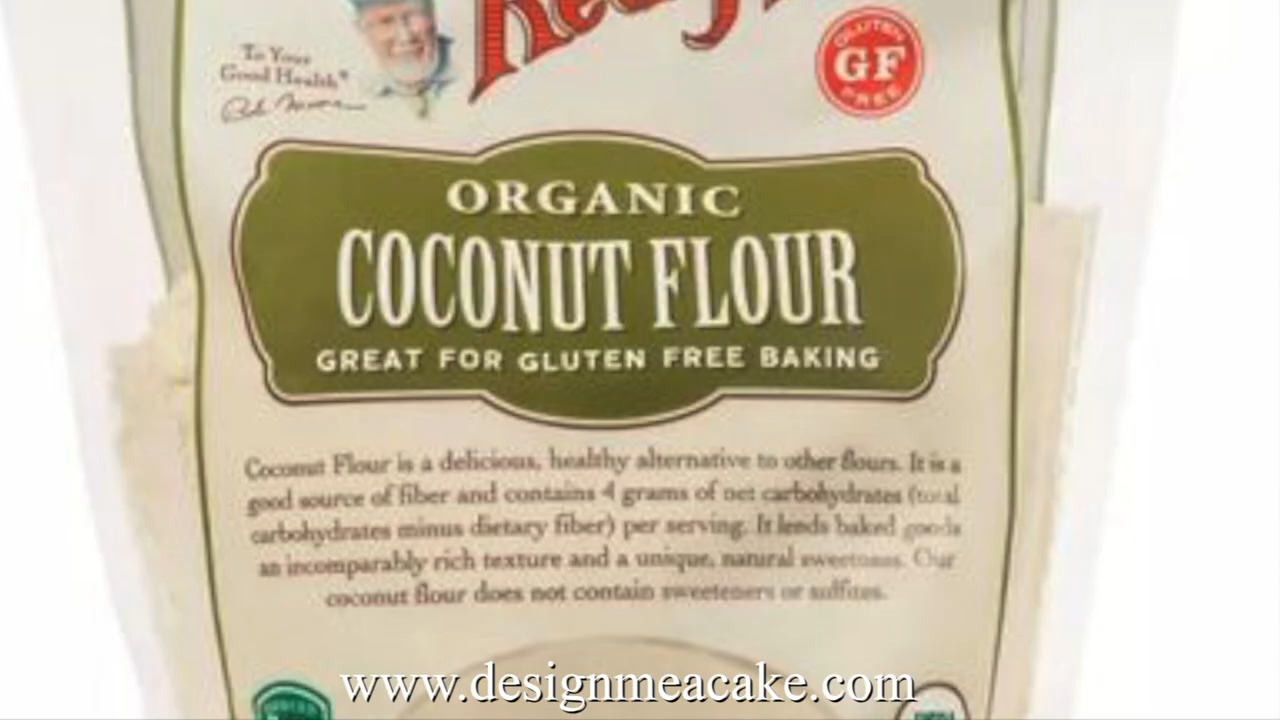 To Your
Good Health®
Bob Moore
GLUTEN
GF
FREE
ORGANIC
COCONUT FLOUR
GREAT FOR GLUTEN FREE BAKING
Coconut Flour is a delicious, healthy alternative to other flours. It is a
good source of fiber and contains 4 grams of net carbohydrates (total
carbohydrates minus dietary fiber) per serving. It lends baked goods
an incomparably rich texture and a unique, natural sweetness. Our
coconut flour does not contain sweeteners or sulfites.
www.designmeacake.com